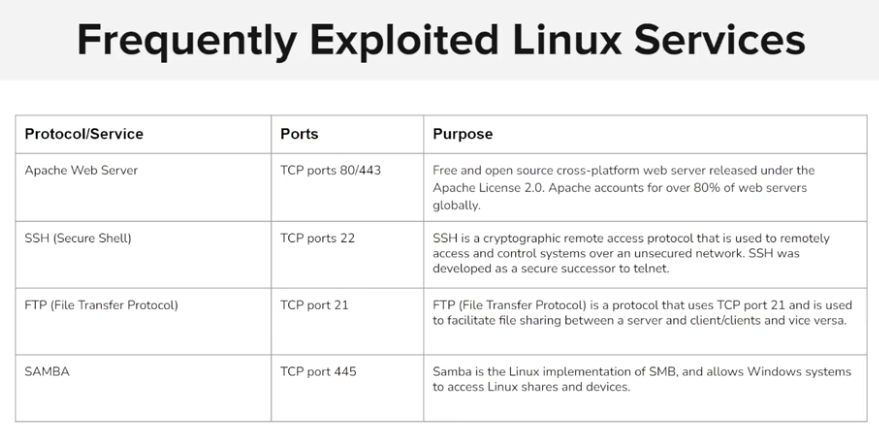 Frequently Exploited Linux Services
Protocol/Service
Ports
Purpose
Apache Web Server
TCP ports 80/443
Free and open source cross-platform web server released under the
Apache License 2.0. Apache accounts for over 80% of web servers
globally.
SSH (Secure Shell)
TCP ports 22
SSH is a cryptographic remote access protocol that is used to remotely
access and control systems over an unsecured network. SSH was
developed as a secure successor to telnet.
FTP (File Transfer Protocol)
TCP port 21
FTP (File Transfer Protocol) is a protocol that uses TCP port 21 and is used
to facilitate file sharing between a server and client/clients and vice versa.
SAMBA
TCP port 445
Samba is the Linux implementation of SMB, and allows Windows systems
to access Linux shares and devices.